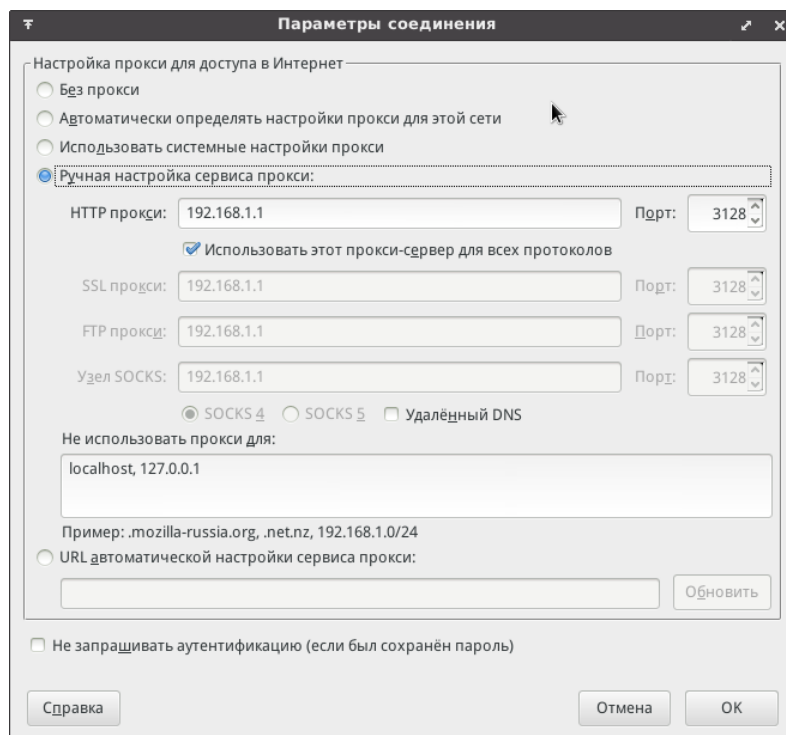 Параметры соединения
Настройка прокси для доступа в Интернет
Без прокси
Автоматически определять настройки прокси для этой сети
Использовать системные настройки прокси
Ручная настройка сервиса прокси:
HTTP прокси: 192.168.1.1 Порт: 3128
Использовать этот прокси-сервер для всех протоколов
SSL прокси: 192.168.1.1 Порт: 3128
FTP прокси: 192.168.1.1 Порт: 3128
Узел SOCKS: 192.168.1.1 Порт: 3128
SOCKS 4 SOCKS 5 Удалённый DNS
Не использовать прокси для:
localhost, 127.0.0.1
Пример: .mozilla-russia.org, .net.nz, 192.168.1.0/24
URL автоматической настройки сервиса прокси:
Обновить
Не запрашивать аутентификацию (если был сохранён пароль)
Справка Отмена OK